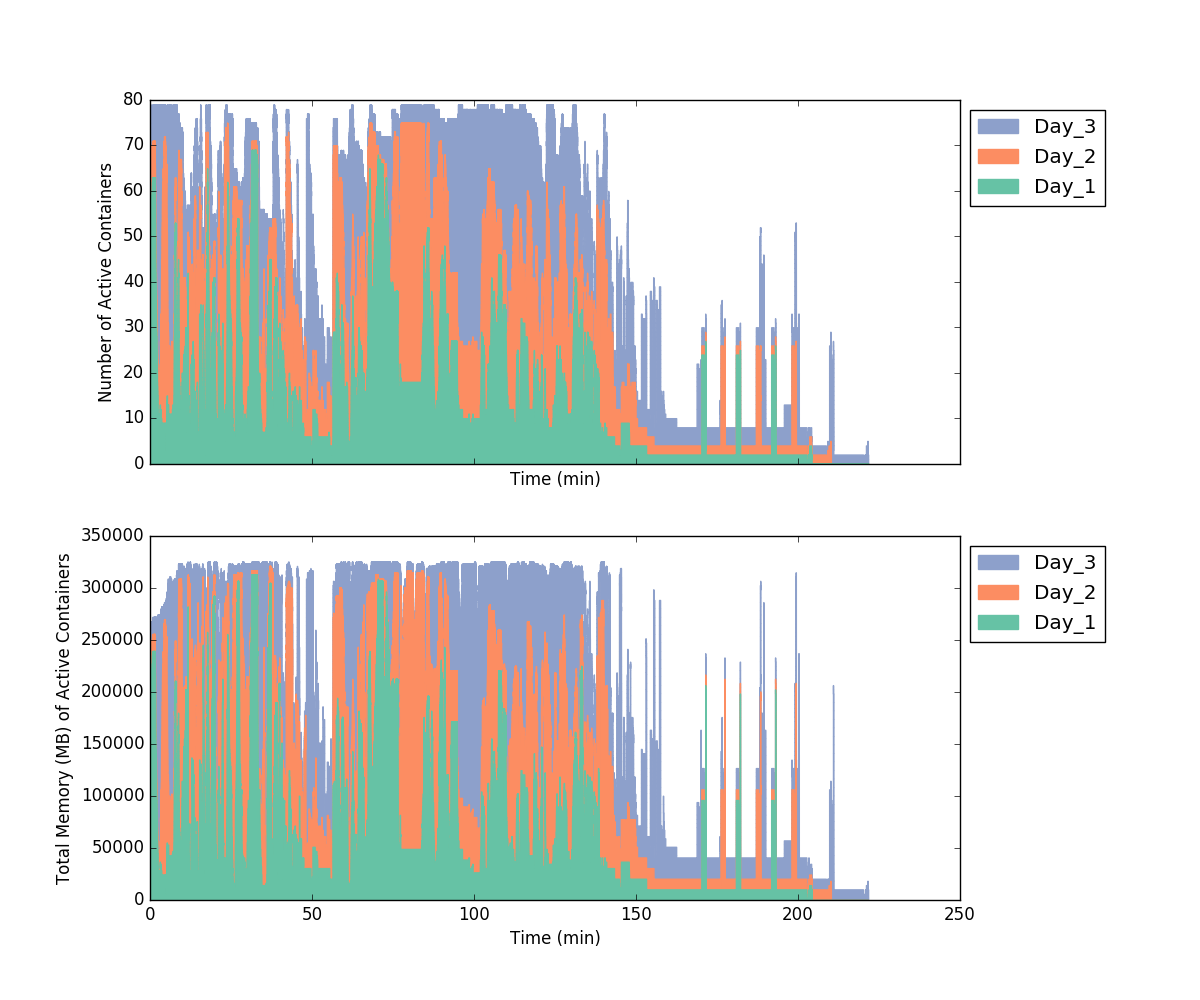 80
70
60
50
40
30
20
10
0
Number of Active Containers
Time (min)
Day_3
Day_2
Day_1
350000
300000
250000
200000
150000
100000
50000
0
Total Memory (MB) of Active Containers
0 50 100 150 200 250
Time (min)
Day_3
Day_2
Day_1